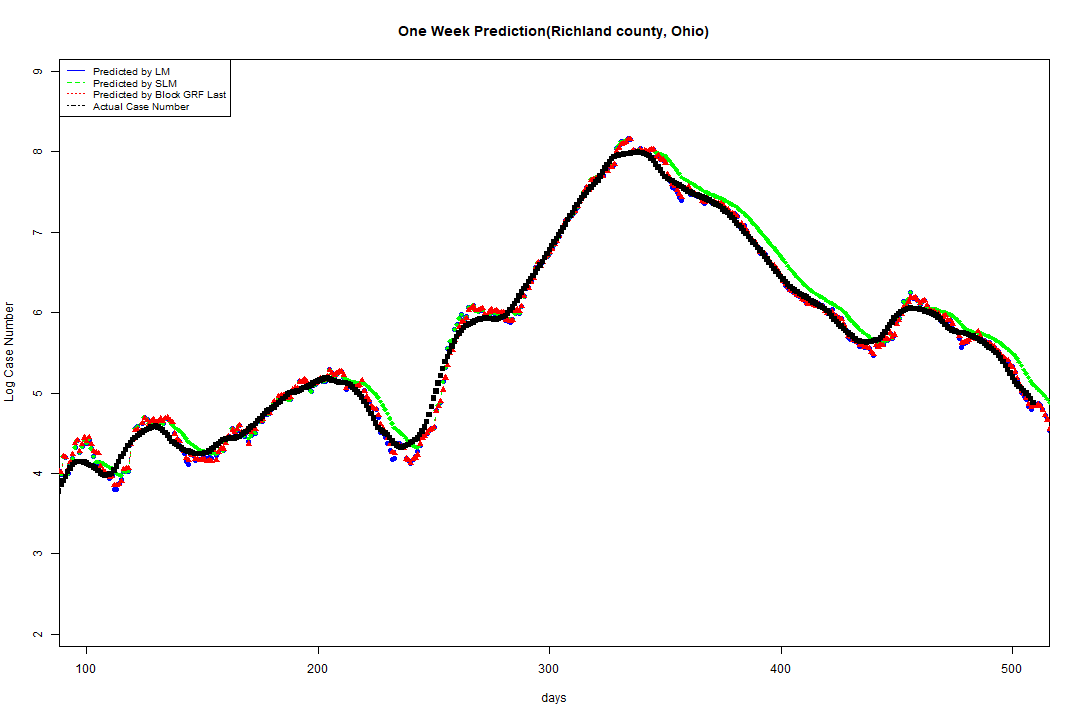 One Week Prediction(Richland county, Ohio)
Predicted by LM
Predicted by SLM
Predicted by Block GRF Last
Actual Case Number
9
8
7
6
5
4
3
2
Log Case Number
100 200 300 400 500
days